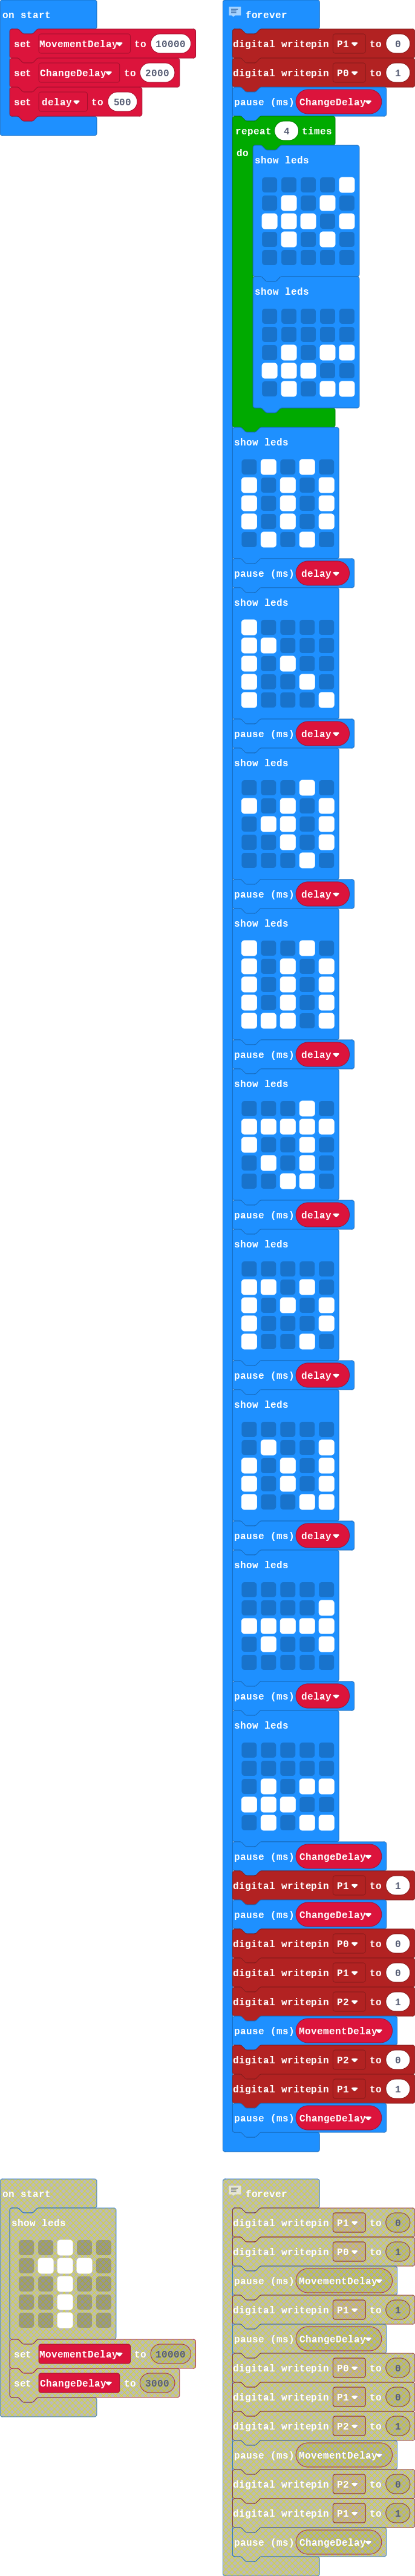 on start
set MovementDelay to 10000
set ChangeDelay to 2000
set delay to 500
forever
digital writepin P1 to 0
digital writepin P0 to 1
pause (ms) ChangeDelay
repeat 4 times
do
show leds
show leds
show leds
pause (ms) delay
show leds
pause (ms) delay
show leds
pause (ms) delay
show leds
pause (ms) delay
show leds
pause (ms) delay
show leds
pause (ms) delay
show leds
pause (ms) delay
show leds
pause (ms) delay
show leds
pause (ms) ChangeDelay
digital writepin P1 to 1
pause (ms) ChangeDelay
digital writepin P0 to 0
digital writepin P1 to 0
digital writepin P2 to 1
pause (ms) MovementDelay
digital writepin P2 to 0
digital writepin P1 to 1
pause (ms) ChangeDelay
on start
show leds
set MovementDelay to 10000
set ChangeDelay to 3000
forever
digital writepin P1 to 0
digital writepin P0 to 1
pause (ms) MovementDelay
digital writepin P1 to 1
pause (ms) ChangeDelay
digital writepin P0 to 0
digital writepin P1 to 0
digital writepin P2 to 1
pause (ms) MovementDelay
digital writepin P2 to 0
digital writepin P1 to 1
pause (ms) ChangeDelay